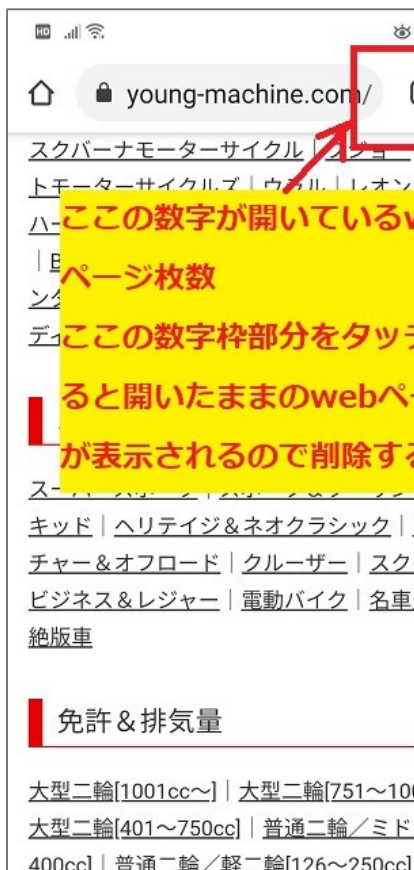 HD
young-machine.com/
スクバーナモーターサイクル｜
トモーターサイクルズ｜ウラル｜レオン
ここの数字が開いているw
ページ枚数
ここの数字枠部分をタッ
ると開いたままのwebペ
が表示されるので削除す
キッド｜ヘリテイジ＆ネオクラシック｜
チャー＆オフロード｜クルーザー｜スク
ビジネス＆レジャー｜電動バイク｜名車
絶版車
免許＆排気量
大型二輪[1001cc～]｜大型二輪[751～100
大型二輪[401～750cc]｜普通二輪／ミド
400cc]｜普通二輪／軽二輪[126～250cc]